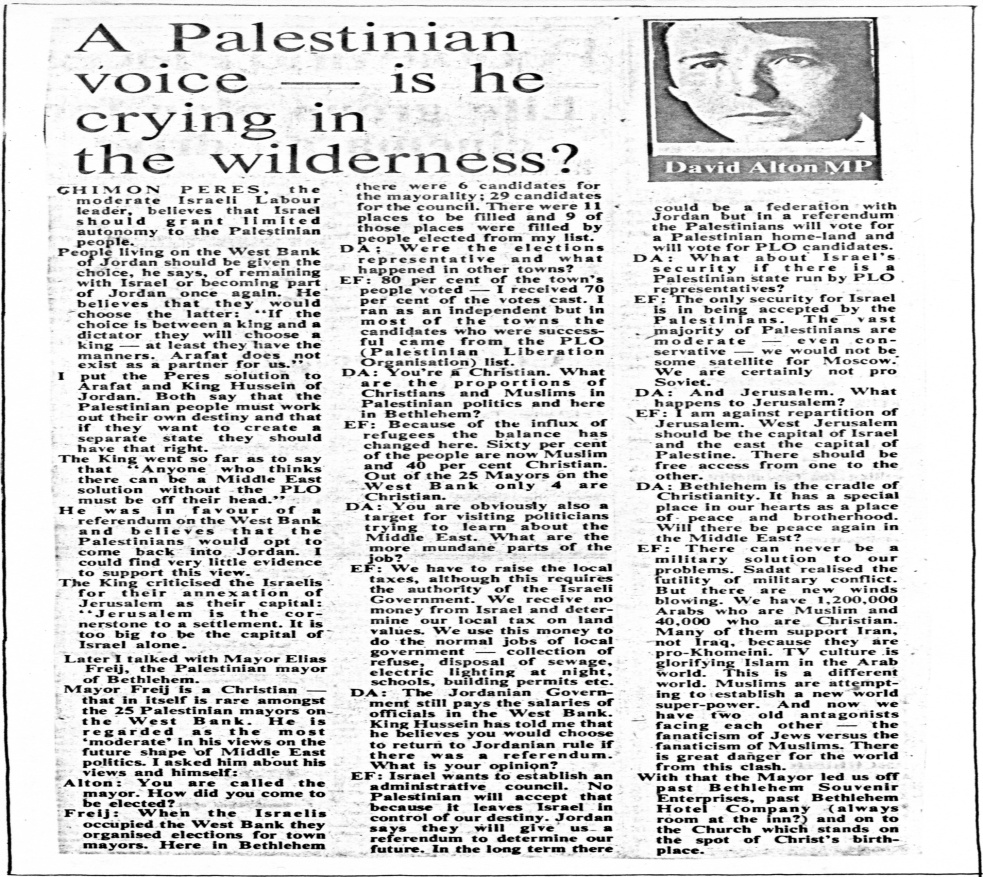 A Palestinian
voice — is he
crying in
the wilderness?
David Alton MP
SHIMON PERES, the
moderate Israeli Labour
leader, believes that Israel
should grant limited
autonomy to the Palestinian
people.
People living on the West Bank
of Jordan should be given the
choice, he says, of remaining
with Israel or becoming part
of Jordan once again. He
believes that they would
choose the latter: "If the
choice is between a king and a
dictator they will choose a
king — at least they have the
manners. Arafat does not
exist as a partner for us."
I put the Peres solution to
Arafat and King Hussein of
Jordan. Both say that the
Palestinian people must work
out their own destiny and that
if they want to create a
separate state they should
have that right.
The King went so far as to say
that "Anyone who thinks
there can be a Middle East
solution without the PLO
must be off their head."
He was in favour of a
referendum on the West Bank
and believes that the
Palestinians would opt to
come back into Jordan. I
could find very little evidence
to support this view.
The King criticised the Israelis
for their annexation of
Jerusalem as their capital:
"Jerusalem is the cor-
nerstone to a settlement. It is
too big to be the capital of
Israel alone.
Later I talked with Mayor Elias
Freij, the Palestinian mayor
of Bethlehem.
Mayor Freij is a Christian —
that in itself is rare amongst
the 25 Palestinian mayors on
the West Bank. He is
regarded as the most
'moderate' in his views on the
future shape of Middle East
politics. I asked him about his
views and himself:
Alton: You are called the
mayor. How did you come to
be elected?
Freij: When the Israelis
occupied the West Bank they
organised elections for town
mayors. Here in Bethlehem
there were 6 candidates for
the mayorality; 29 candidates
for the council. There were 11
places to be filled and 9 of
those places were filled by
people elected from my list.
DA: Were the elections
representative and what
happened in other towns?
EF: 80 per cent of the town's
people voted — I received 70
per cent of the votes cast. I
ran as an independent but in
most of the towns the
candidates who were success-
ful came from the PLO
(Palestinian Liberation
Organisation) list.
DA: You're a Christian. What
are the proportions of
Christians and Muslims in
Palestinian politics and here
in Bethlehem?
EF: Because of the influx of
refugees the balance has
changed here. Sixty per cent
of the people are now Muslim
and 40 per cent Christian.
Out of the 25 Mayors on the
West Bank only 4 are
Christian.
DA: You are obviously also a
target for visiting politicians
trying to learn about the
Middle East. What are the
more mundane parts of the
job?
EF: We have to raise the local
taxes, although this requires
the authority of the Israeli
Government. We receive no
money from Israel and deter-
mine our local tax on land
values. We use this money to
do the normal jobs of local
government — collection of
refuse, disposal of sewage,
electric lighting at night,
schools, building permits etc.
DA: The Jordanian Govern-
ment still pays the salaries of
officials in the West Bank.
King Hussein has told me that
he believes you would choose
to return to Jordanian rule if
there was a referendum.
What is your opinion?
EF: Israel wants to establish an
administrative council. No
Palestinian will accept that
because it leaves Israel in
control of our destiny. Jordan
says they will give us a
referendum to determine our
future. In the long term there
could be a federation with
Jordan but in a referendum
the Palestinians will vote for
a Palestinian home-land and
will vote for PLO candidates.
DA: What about Israel's
security if there is a
Palestinian state run by PLO
representatives?
EF: The only security for Israel
is in being accepted by the
Palestinians. The vast
majority of Palestinians are
moderate — even con-
servative — we would not be
some satellite for Moscow.
We are certainly not pro
Soviet.
DA: And Jerusalem. What
happens to Jerusalem?
EF: I am against repartition of
Jerusalem. West Jerusalem
should be the capital of Israel
and the east the capital of
Palestine. There should be
free access from one to the
other.
DA: Bethlehem is the cradle of
Christianity. It has a special
place in our hearts as a place
of peace and brotherhood.
Will there be peace again in
the Middle East?
EF: There can never be a
military solution to our
problems. Sadat realised the
futility of military conflict.
But there are new winds
blowing. We have 1,200,000
Arabs who are Muslim and
40,000 who are Christian.
Many of them support Iran,
not Iraq, because they are
pro-Khomeini. TV culture is
glorifying Islam in the Arab
world. This is a different
world. Muslims are attempt-
ing to establish a new world
super-power. And now we
have two old antagonists
facing each other — the
fanaticism of Jews versus the
fanaticism of Muslims. There
is great danger for the world
from this clash.
With that the Mayor led us off
past Bethlehem Souvenir
Enterprises, past Bethlehem
Hotel Company (always
room at the inn?) and on to
the Church which stands on
the spot of Christ's birth-
place.